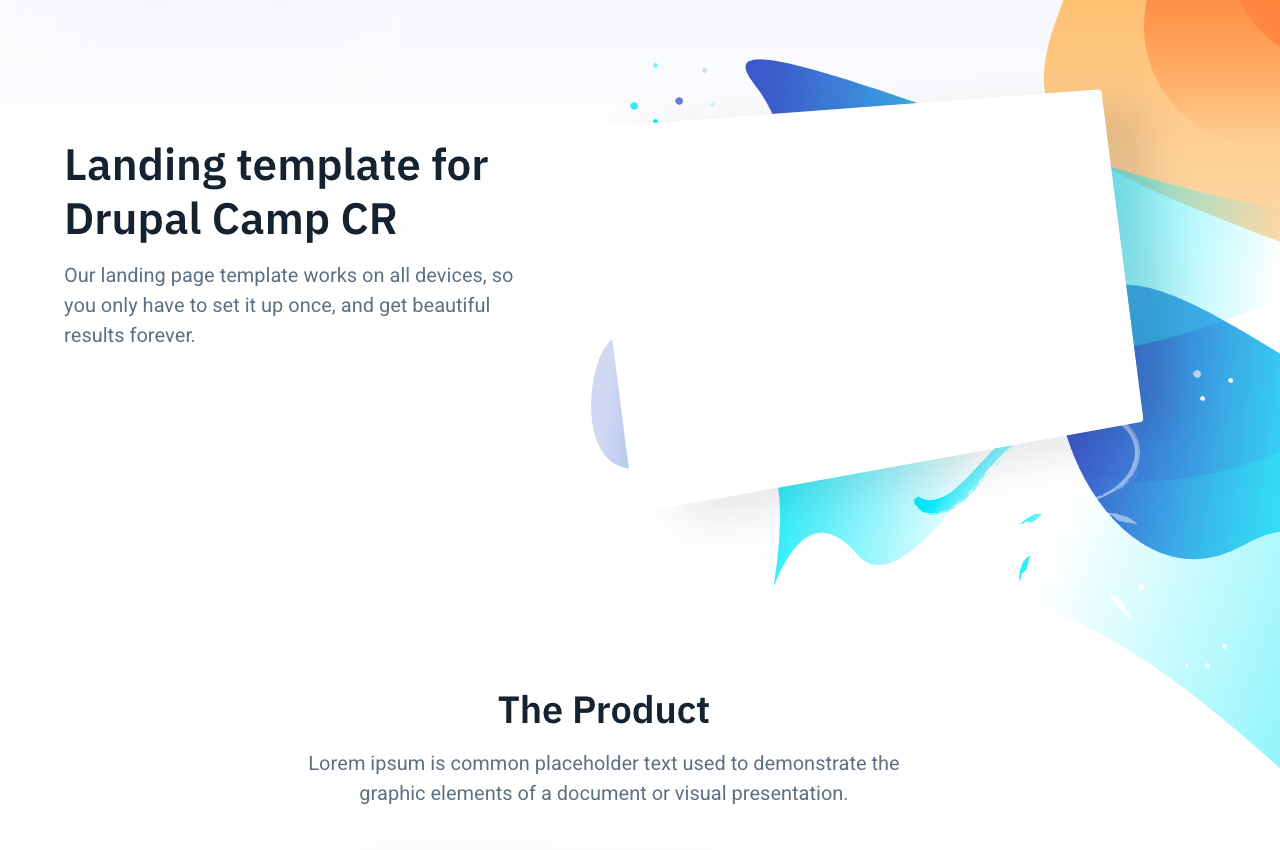 Landing template for
Drupal Camp CR
Our landing page template works on all devices, so
you only have to set it up once, and get beautiful
results forever.
The Product
Lorem ipsum is common placeholder text used to demonstrate the
graphic elements of a document or visual presentation.